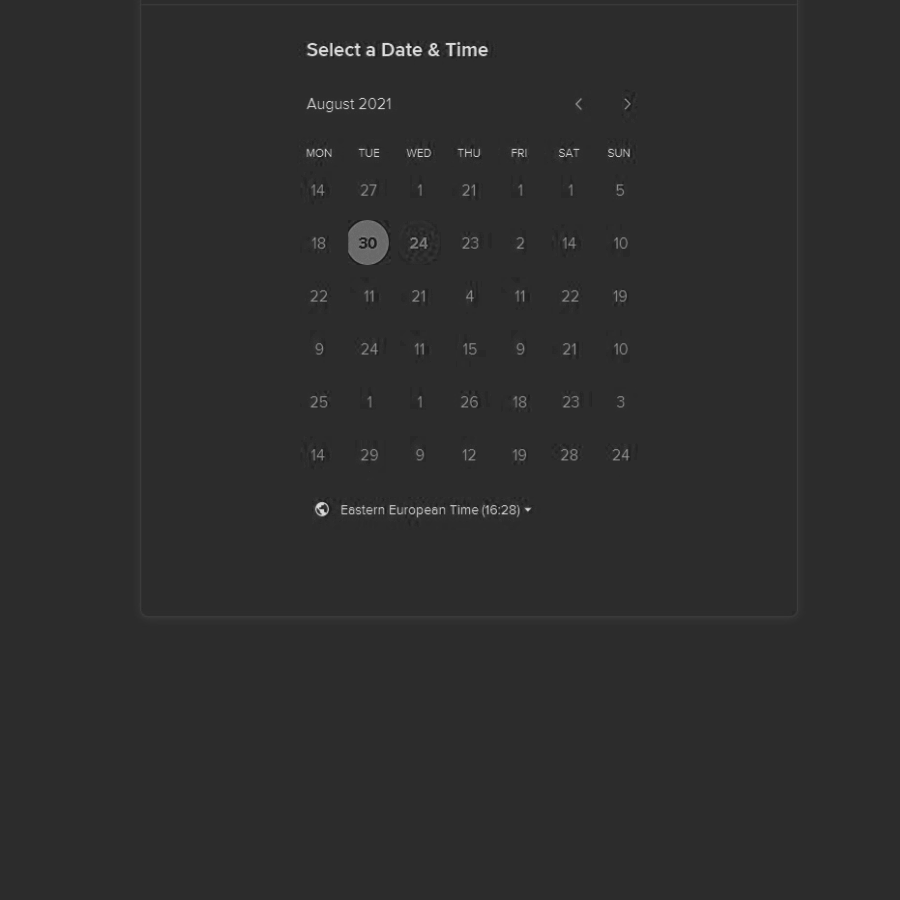 Select a Date & Time
August 2021
MON TUE WED THU FRI SAT SUN
14 27 1 21 1 1 5
18 30 24 23 2 14 10
22 11 21 4 11 22 19
9 24 11 15 9 21 10
25 1 1 26 18 23 3
14 29 9 12 19 28 24
Eastern European Time (16:28)